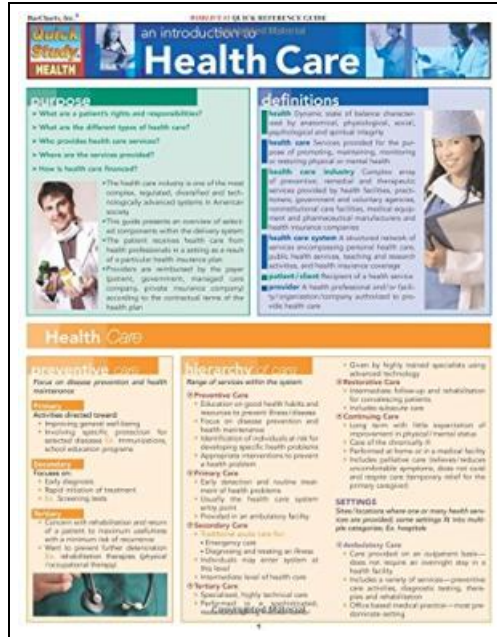 BarCharts, Inc.®
WORLD'S #1 QUICK REFERENCE GUIDE
Quick
Study.
HEALTH
an introduction to
Health Care
purpose
• What are a patient's rights and responsibilities?
• What are the different types of health care?
• Who provides health care services?
• Where are the services provided?
• How is health care financed?
•The health care industry is one of the most
complex, regulated, diversified and tech-
nologically advanced systems in American
society
•This guide presents an overview of select-
ed components within the delivery system
•The patient receives health care from
health professionals in a setting as a result
of a particular health insurance plan
•Providers are reimbursed by the payer
(patient, government, managed care
company, private insurance company)
according to the contractual terms of the
health plan
definitions
health Dynamic state of balance character-
ized by anatomical, physiological, social,
psychological and spiritual integrity
health care Services provided for the pur-
pose of promoting, maintaining, monitoring
or restoring physical or mental health
health care industry Complex array
of preventive, remedial and therapeutic
services provided by health facilities, practi-
tioners, government and voluntary agencies,
noninstitutional care facilities, medical equip-
ment and pharmaceutical manufacturers and
health insurance companies
health care system A structured network of
services encompassing personal health care,
public health services, teaching and research
activities, and health insurance coverage
patient/client Recipient of a health service
provider A health professional and/or facili-
ty/organization/company authorized to pro-
vide health care
Health Care
preventive care
Focus on disease prevention and health
maintenance
Primary
Activities directed toward:
• Improving general well-being
• Involving specific protection for
selected diseases Ex. Immunizations,
school education programs
Secondary
Focuses on:
• Early diagnosis
• Rapid initiation of treatment
• Ex. Screening tests
Tertiary
• Concern with rehabilitation and return
of a patient to maximum usefulness
with a minimum risk of recurrence
• Want to prevent further deterioration
Ex. rehabilitation therapies (physical
/occupational therapy)
hierarchy of care
Range of services within the system
Preventive Care
• Education on good health habits and
resources to prevent illness/disease
• Focus on disease prevention and
health maintenance
• Identification of individuals at risk for
developing specific health problems
• Appropriate interventions to prevent
a health problem
Primary Care
• Early detection and routine treat-
ment of health problems
• Usually the health care system
entry point
• Provided in an ambulatory facility
Secondary Care
• Traditional acute care for:
• Emergency care
• Diagnosing and treating an illness
• Individuals may enter system at
this level
• Intermediate level of health care
Tertiary Care
• Specialized, highly technical care
• Performed in a sophisticated,
• Given by highly trained specialists using
advanced technology
Restorative Care
• Intermediate follow-up and rehabilitation
for convalescing patients
• Includes subacute care
Continuing Care
• Long term with little expectation of
improvement in physical/mental status
• Care of the chronically ill
• Performed at home or in a medical facility
• Includes palliative care (relieves/reduces
uncomfortable symptoms, does not cure)
and respite care (temporary relief for the
primary caregiver)
SETTINGS
Sites/locations where one or many health serv-
ices are provided; some settings fit into multi-
ple categories. Ex. hospitals
Ambulatory Care
• Care provided on an outpatient basis—
does not require an overnight stay in a
health facility
• Includes a variety of services—preventive
care activities, diagnostic testing, thera-
pies and rehabilitation
• Office based medical practice—most pre-
dominate setting
Copyrighted Material
1